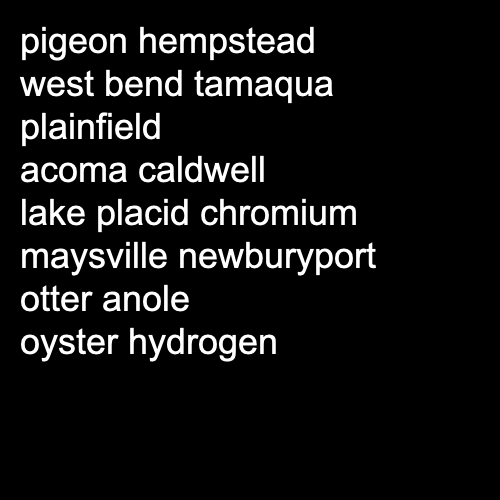 pigeon hempstead
west bend tamaqua
plainfield
acoma caldwell
lake placid chromium
maysville newburyport
otter anole
oyster hydrogen